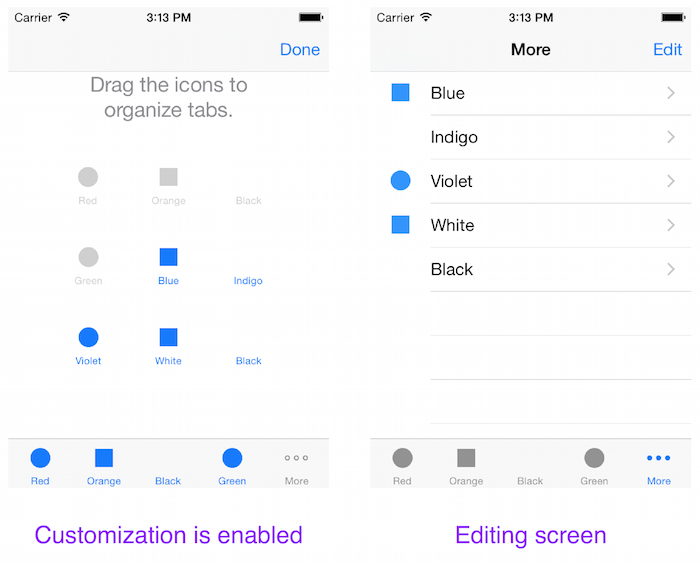 Carrier 3:13 PM
Done
Drag the icons to
organize tabs.
Red Orange Black
Green Blue Indigo
Violet White Black
Red Orange Black Green More
Customization is enabled
Carrier 3:13 PM
More Edit
Blue
Indigo
Violet
White
Black
Red Orange Black Green More
Editing screen